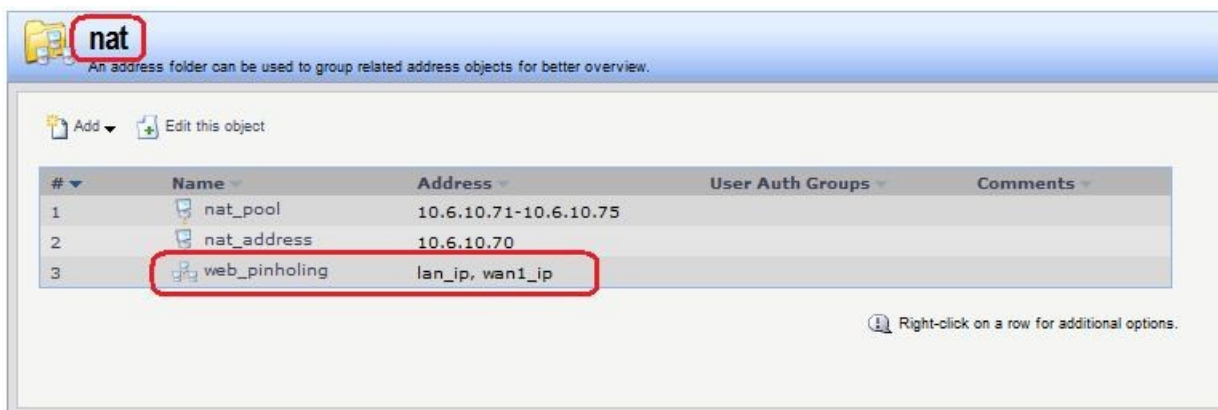 nat
An address folder can be used to group related address objects for better overview.
Add Edit this object
# Name Address User Auth Groups Comments
1 nat_pool 10.6.10.71-10.6.10.75
2 nat_address 10.6.10.70
3 web_pinholing lan_ip, wan1_ip
Right-click on a row for additional options.